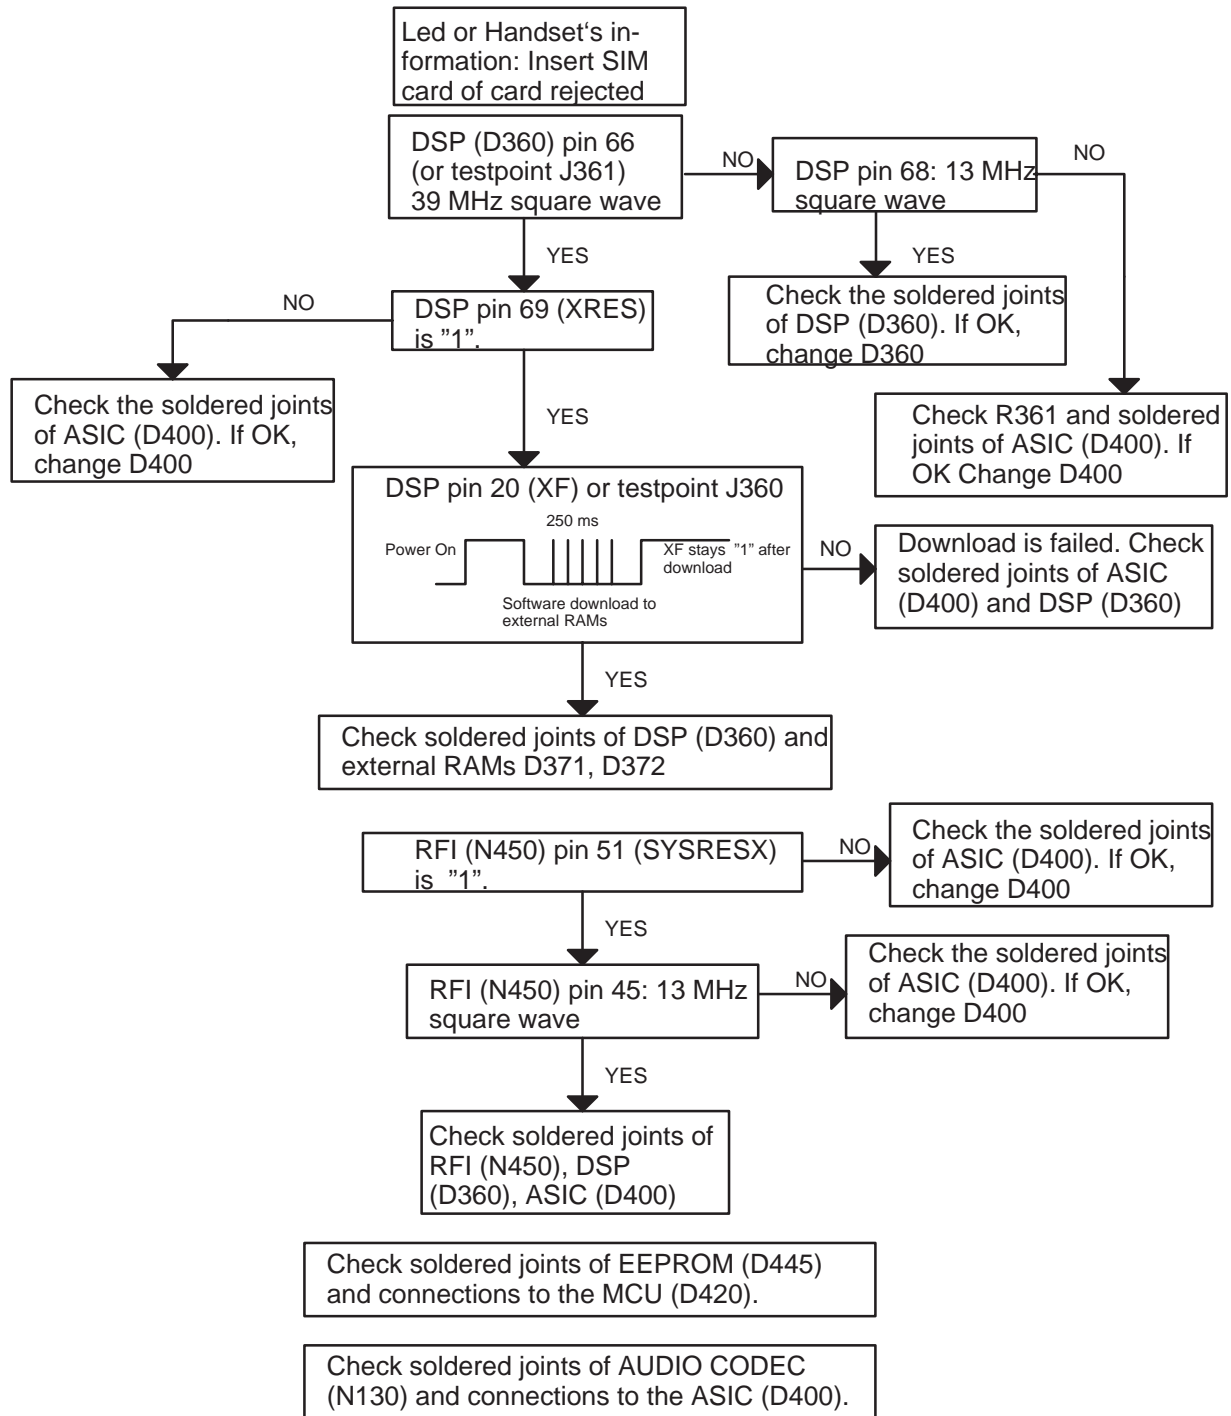 Led or Handset‘s in-
formation: Insert SIM
card of card rejected
DSP (D360) pin 66
(or testpoint J361)
39 MHz square wave
NO
DSP pin 68: 13 MHz
square wave
NO
YES
YES
Check the soldered joints
of DSP (D360). If OK,
change D360
NO
DSP pin 69 (XRES)
is ”1”.
Check the soldered joints
of ASIC (D400). If OK,
change D400
YES
Check R361 and soldered
joints of ASIC (D400). If
OK Change D400
DSP pin 20 (XF) or testpoint J360
250 ms
Power On
XF stays ”1” after
download
Software download to
external RAMs
NO
Download is failed. Check
soldered joints of ASIC
(D400) and DSP (D360)
YES
Check soldered joints of DSP (D360) and
external RAMs D371, D372
RFI (N450) pin 51 (SYSRESX)
is ”1”.
NO
Check the soldered joints
of ASIC (D400). If OK,
change D400
YES
RFI (N450) pin 45: 13 MHz
square wave
NO
Check the soldered joints
of ASIC (D400). If OK,
change D400
YES
Check soldered joints of
RFI (N450), DSP
(D360), ASIC (D400)
Check soldered joints of EEPROM (D445)
and connections to the MCU (D420).
Check soldered joints of AUDIO CODEC
(N130) and connections to the ASIC (D400).